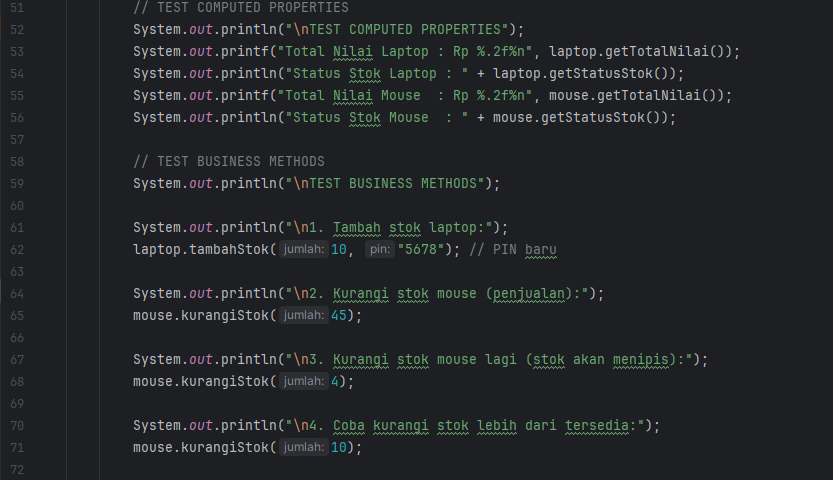 51 // TEST COMPUTED PROPERTIES
52 System.out.println("\nTEST COMPUTED PROPERTIES");
53 System.out.printf("Total Nilai Laptop : Rp %.2f%n", laptop.getTotalNilai());
54 System.out.println("Status Stok Laptop : " + laptop.getStatusStok());
55 System.out.printf("Total Nilai Mouse  : Rp %.2f%n", mouse.getTotalNilai());
56 System.out.println("Status Stok Mouse  : " + mouse.getStatusStok());
57
58 // TEST BUSINESS METHODS
59 System.out.println("\nTEST BUSINESS METHODS");
60
61 System.out.println("\n1. Tambah stok laptop:");
62 laptop.tambahStok( jumlah: 10,  pin: "5678"); // PIN baru
63
64 System.out.println("\n2. Kurangi stok mouse (penjualan):");
65 mouse.kurangiStok( jumlah: 45);
66
67 System.out.println("\n3. Kurangi stok mouse lagi (stok akan menipis):");
68 mouse.kurangiStok( jumlah: 4);
69
70 System.out.println("\n4. Coba kurangi stok lebih dari tersedia:");
71 mouse.kurangiStok( jumlah: 10);
72